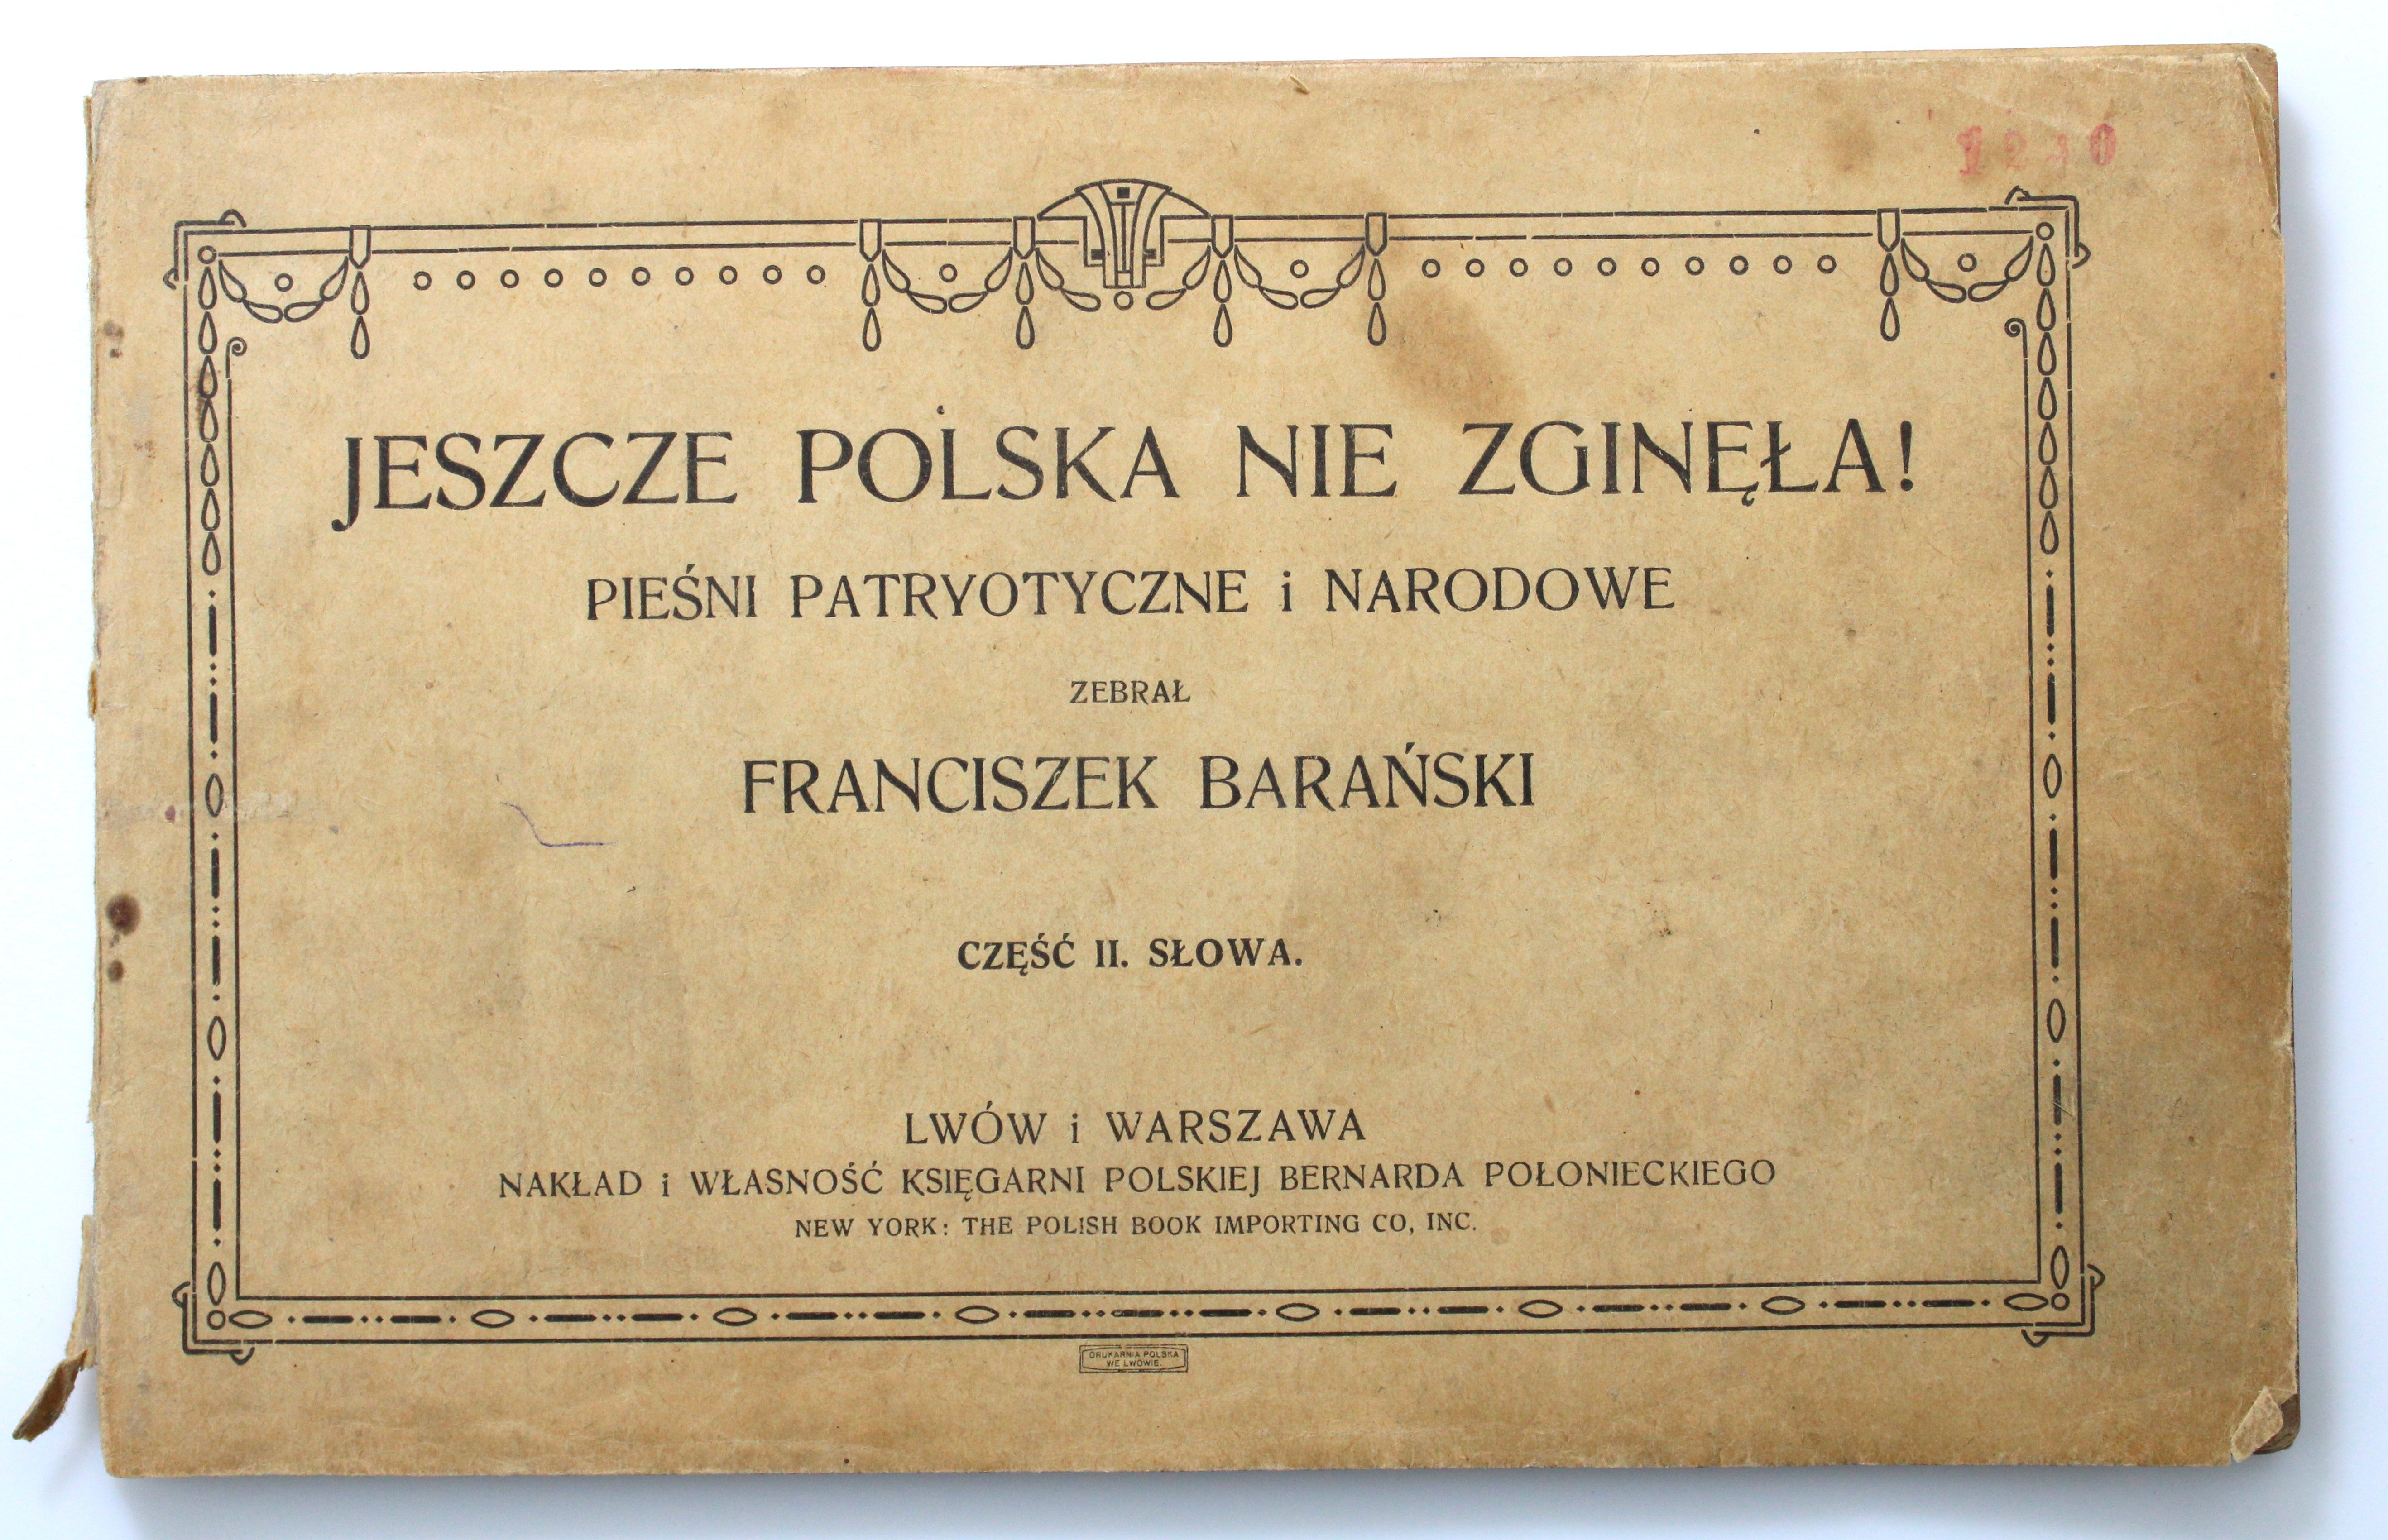 JESZCZE POLSKA NIE ZGINĘŁA!
PIEŚNI PATRYOTYCZNE i NARODOWE
ZEBRAŁ
FRANCISZEK BARAŃSKI
CZĘŚĆ II. SŁOWA.
LWÓW i WARSZAWA
NAKŁAD i WŁASNOŚĆ KSIĘGARNI POLSKIEJ BERNARDA POŁONIECKIEGO
NEW YORK: THE POLISH BOOK IMPORTING CO, INC.
DRUKARNIA POLSKA
WE LWOWIE.